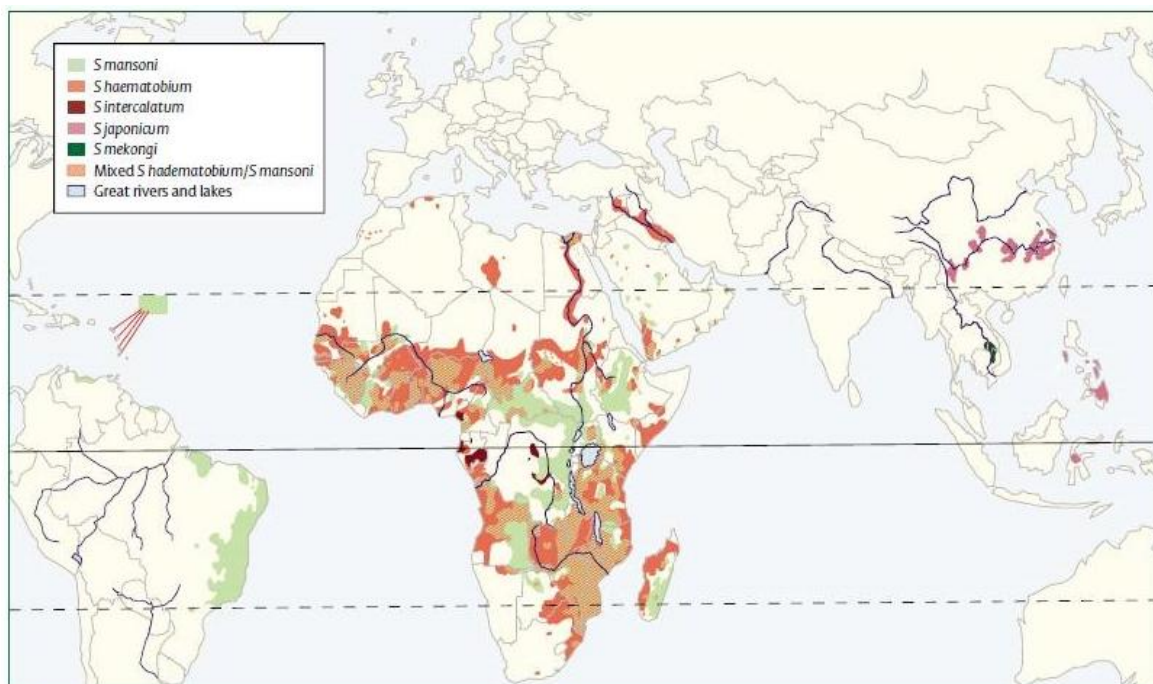 S mansoni
S haematobium
S intercalatum
S japonicum
S mekongi
Mixed S hadematobium/S mansoni
Great rivers and lakes